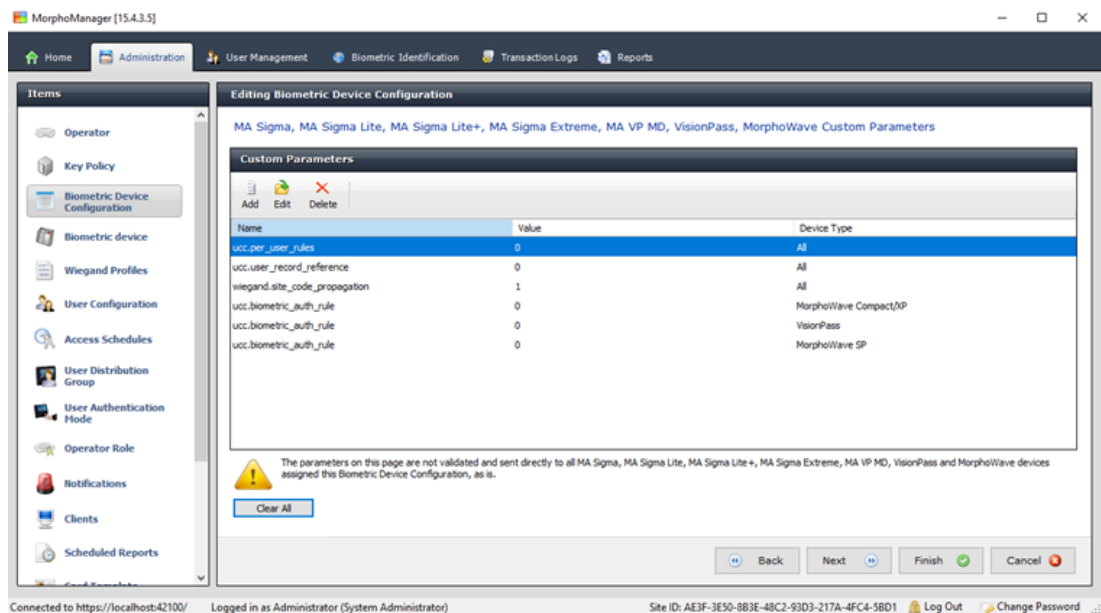 MorphoManager [15.4.3.5]
Home Administration User Management Biometric Identification Transaction Logs Reports
Items
Operator
Key Policy
Biometric Device
Configuration
Biometric device
Wiegand Profiles
User Configuration
Access Schedules
User Distribution
Group
User Authentication
Mode
Operator Role
Notifications
Clients
Scheduled Reports
Card Template
Editing Biometric Device Configuration
MA Sigma, MA Sigma Lite, MA Sigma Lite+, MA Sigma Extreme, MA VP MD, VisionPass, MorphoWave Custom Parameters
Custom Parameters
Add Edit Delete
Name Value Device Type
ucc.per_user_rules 0 All
ucc.user_record_reference 0 All
wiegand.site_code_propagation 1 All
ucc.biometric_auth_rule 0 MorphoWave Compact/XP
ucc.biometric_auth_rule 0 VisionPass
ucc.biometric_auth_rule 0 MorphoWave SP
The parameters on this page are not validated and sent directly to all MA Sigma, MA Sigma Lite, MA Sigma Lite+, MA Sigma Extreme, MA VP MD, VisionPass and MorphoWave devices
assigned this Biometric Device Configuration, as is.
Clear All
Back Next Finish Cancel
Connected to https://localhost:42100/ Logged in as Administrator (System Administrator) Site ID: AE3F-3E50-8B3E-48C2-93D3-217A-4FC4-5BD1 Log Out Change Password